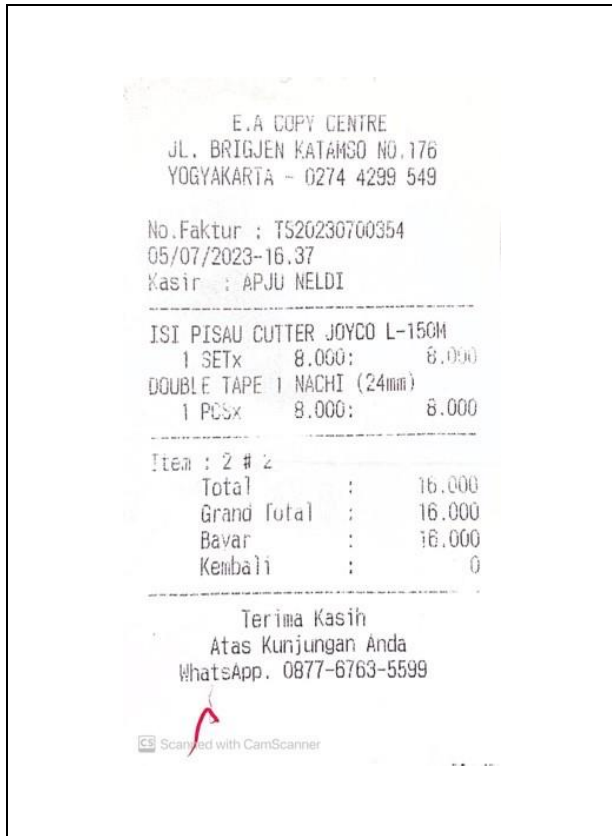 E.A COPY CENTRE
JL. BRIGJEN KATAMSO NO.176
YOGYAKARTA - 0274 4299 549
No.Faktur : TS20230700354
05/07/2023-16.37
Kasir : APJU NELDI
ISI PISAU CUTTER JOYCO L-150M
1 SETx 8.000: 8.000
DOUBLE TAPE 1 NACHI (24mm)
1 PCSx 8.000: 8.000
Item : 2 # 2
Total : 16.000
Grand Total : 16.000
Bayar : 16.000
Kembali : 0
Terima Kasih
Atas Kunjungan Anda
WhatsApp. 0877-6763-5599
CS Scanned with CamScanner